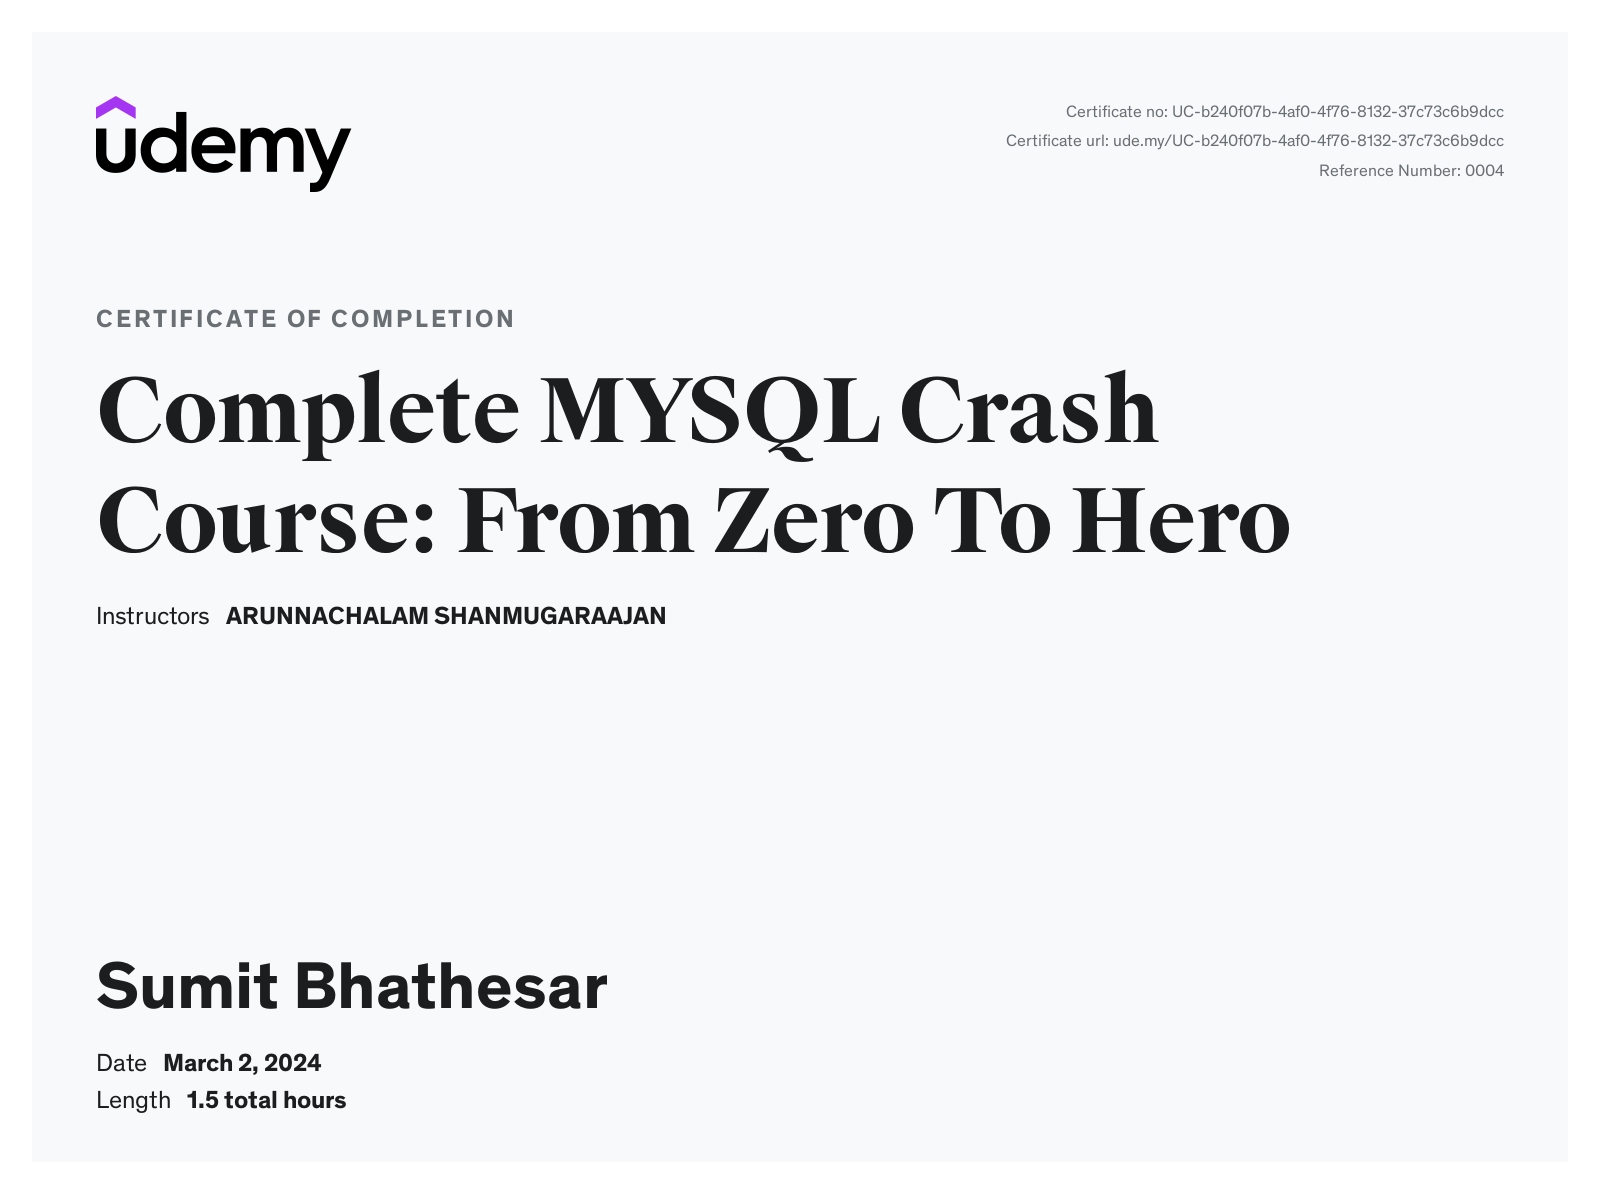 udemy
Certificate no: UC-b240f07b-4af0-4f76-8132-37c73c6b9dcc
Certificate url: ude.my/UC-b240f07b-4af0-4f76-8132-37c73c6b9dcc
Reference Number: 0004
CERTIFICATE OF COMPLETION
Complete MYSQL Crash
Course: From Zero To Hero
Instructors ARUNNACHALAM SHANMUGARAAJAN
Sumit Bhathesar
Date March 2, 2024
Length 1.5 total hours